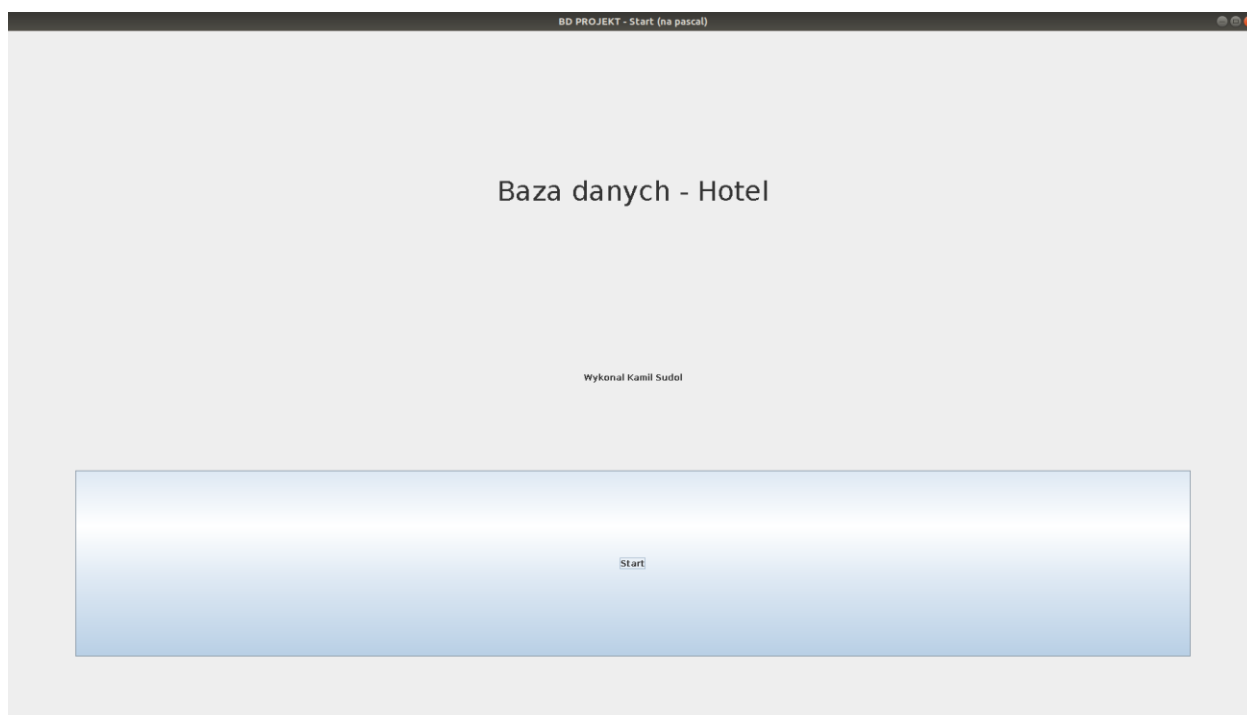 BD PROJEKT - Start (na pascal)
Baza danych - Hotel
Wykonal Kamil Sudol
Start